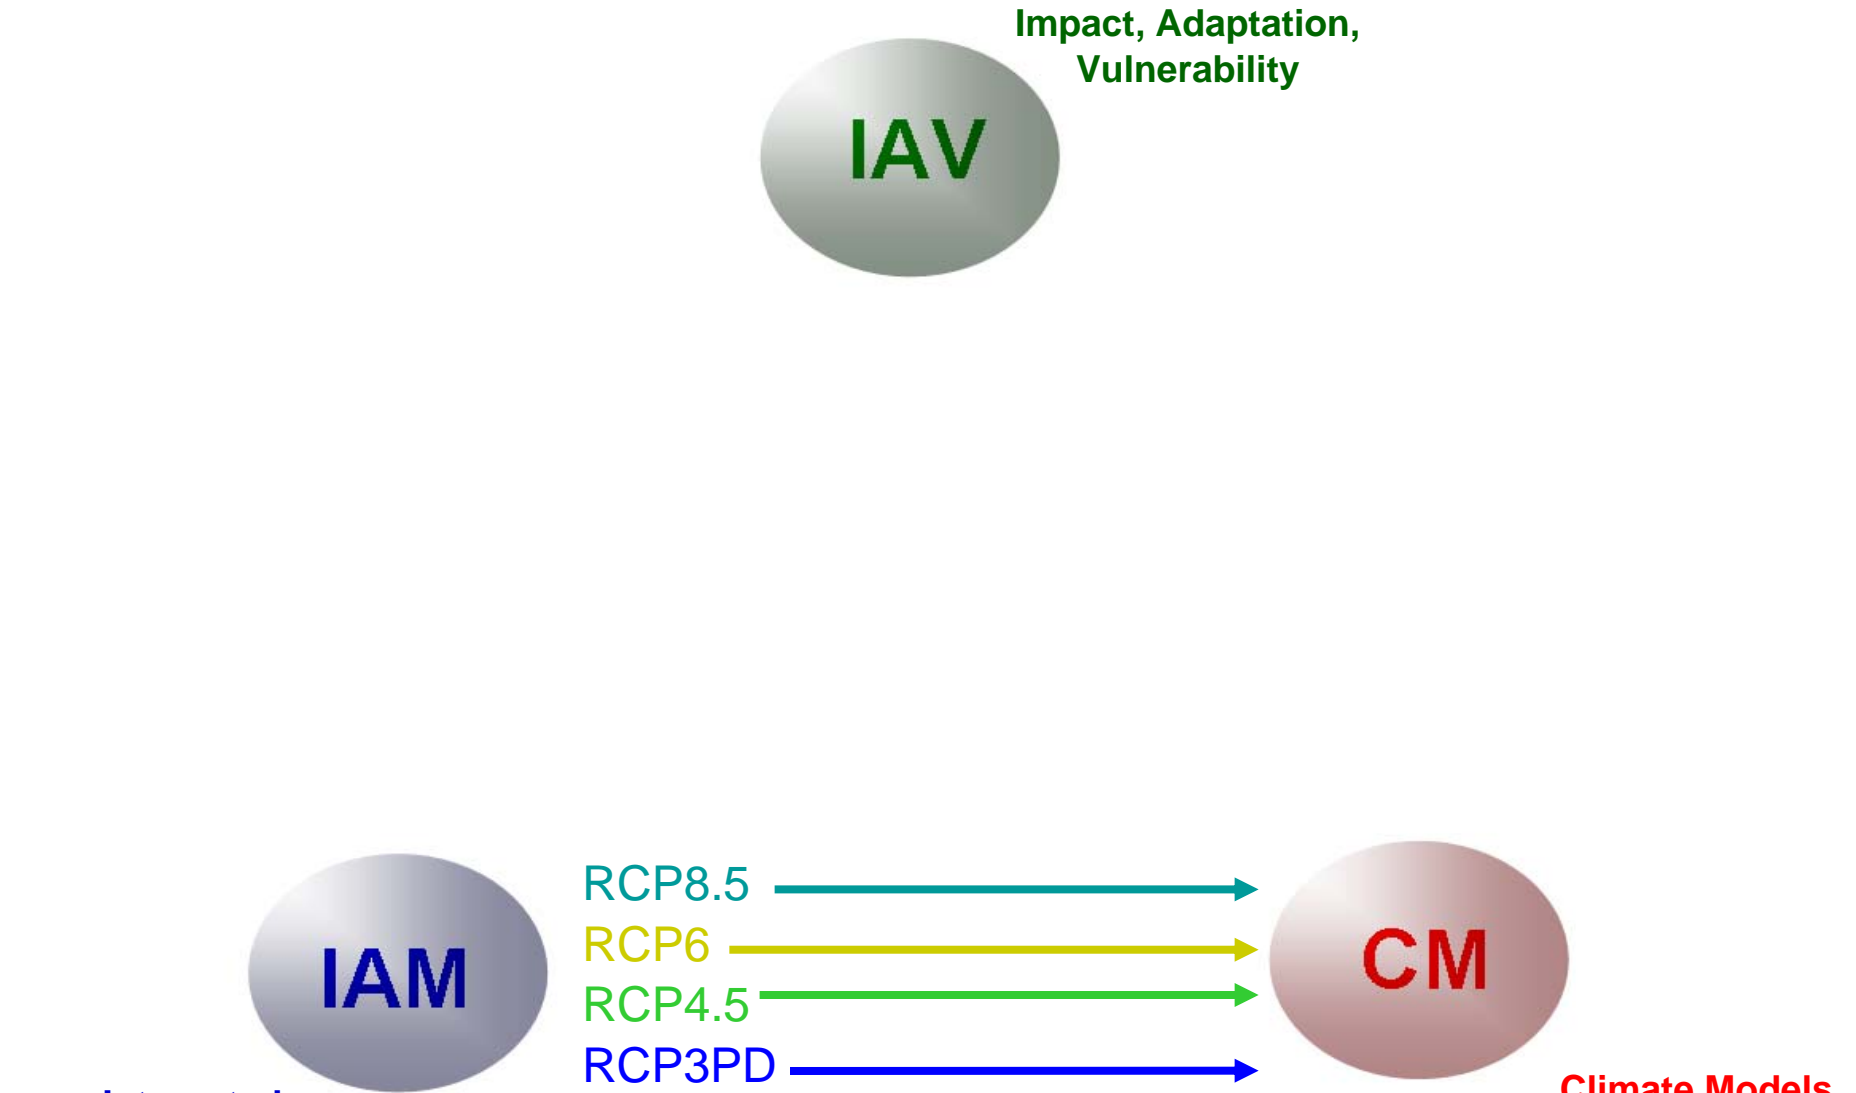 Impact, Adaptation,
Vulnerability
IAV
RCP8.5
RCP6
IAM
CM
RCP4.5
RCP3PD
Climate Models